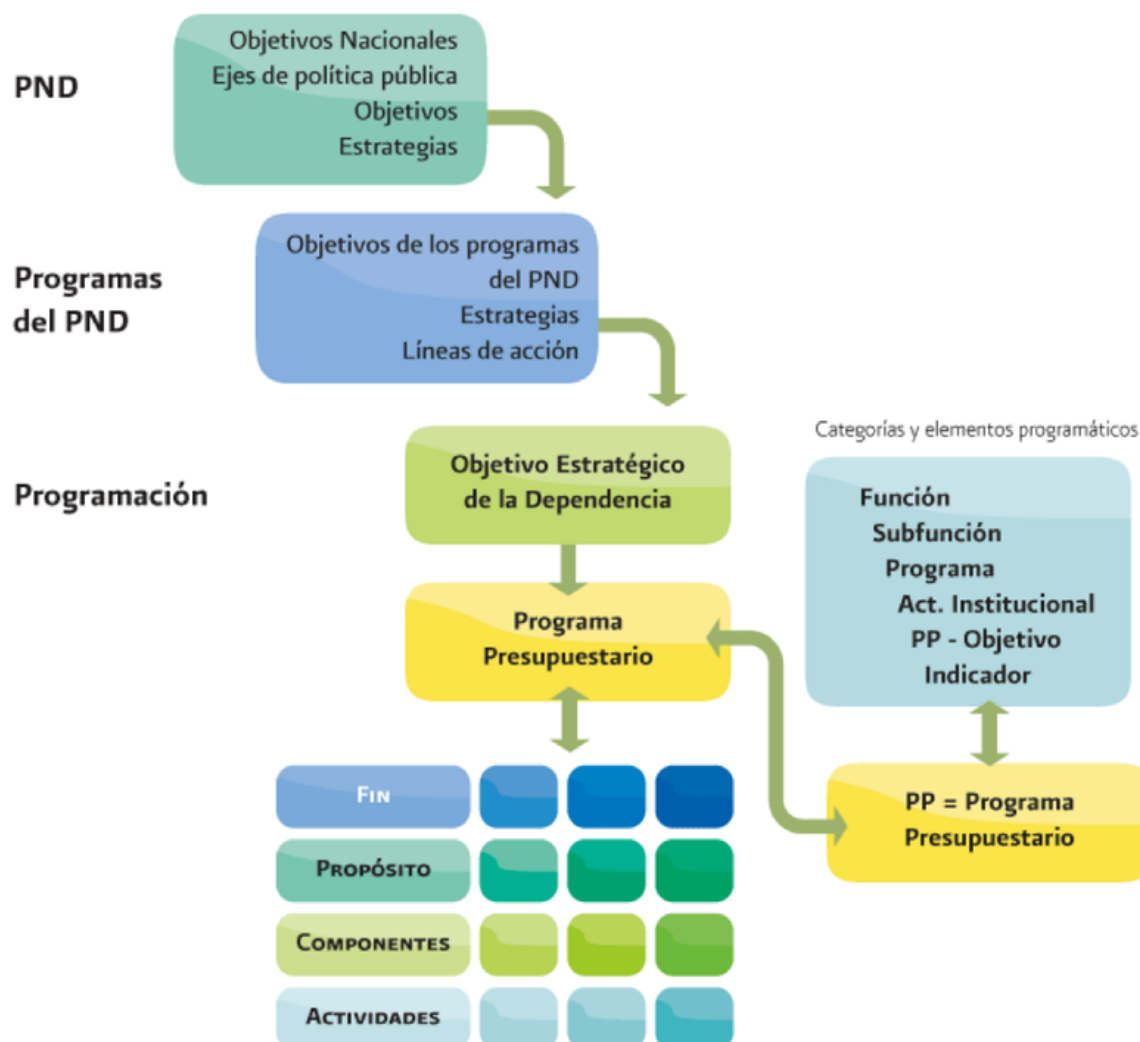 PND
Objetivos Nacionales
Ejes de política pública
Objetivos
Estrategias
Programas
del PND
Objetivos de los programas
del PND
Estrategias
Líneas de acción
Programación
Objetivo Estratégico
de la Dependencia
Programa
Presupuestario
Categorías y elementos programáticos
Función
Subfunción
Programa
Act. Institucional
PP - Objetivo
Indicador
PP = Programa
Presupuestario
FIN
PROPÓSITO
COMPONENTES
ACTIVIDADES